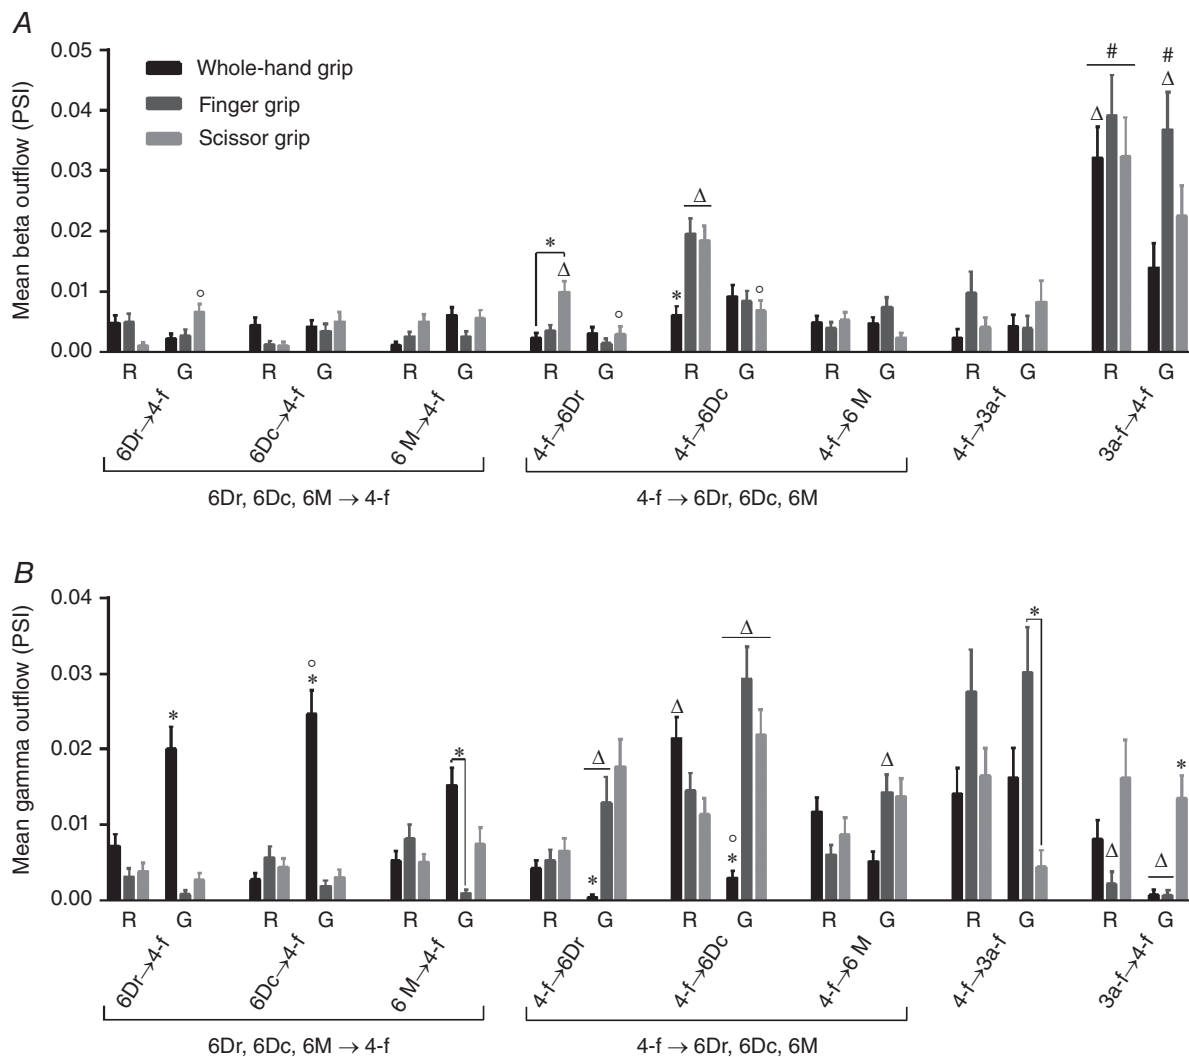 A
Mean beta outflow (PSI)
0.05
0.04
0.03
0.02
0.01
0.00
Whole-hand grip
Finger grip
Scissor grip
° * Δ ° * Δ ° Δ # Δ #
R G R G R G R G R G R G R G R G
6Dr→4-f 6Dc→4-f 6 M→4-f 4-f→6Dr 4-f→6Dc 4-f→6 M 4-f→3a-f 3a-f→4-f
6Dr, 6Dc, 6M → 4-f 4-f → 6Dr, 6Dc, 6M
B
Mean gamma outflow (PSI)
0.04
0.03
0.02
0.01
0.00
* ° * * * Δ Δ ° * Δ Δ * Δ Δ *
R G R G R G R G R G R G R G R G
6Dr→4-f 6Dc→4-f 6 M→4-f 4-f→6Dr 4-f→6Dc 4-f→6 M 4-f→3a-f 3a-f→4-f
6Dr, 6Dc, 6M → 4-f 4-f → 6Dr, 6Dc, 6M